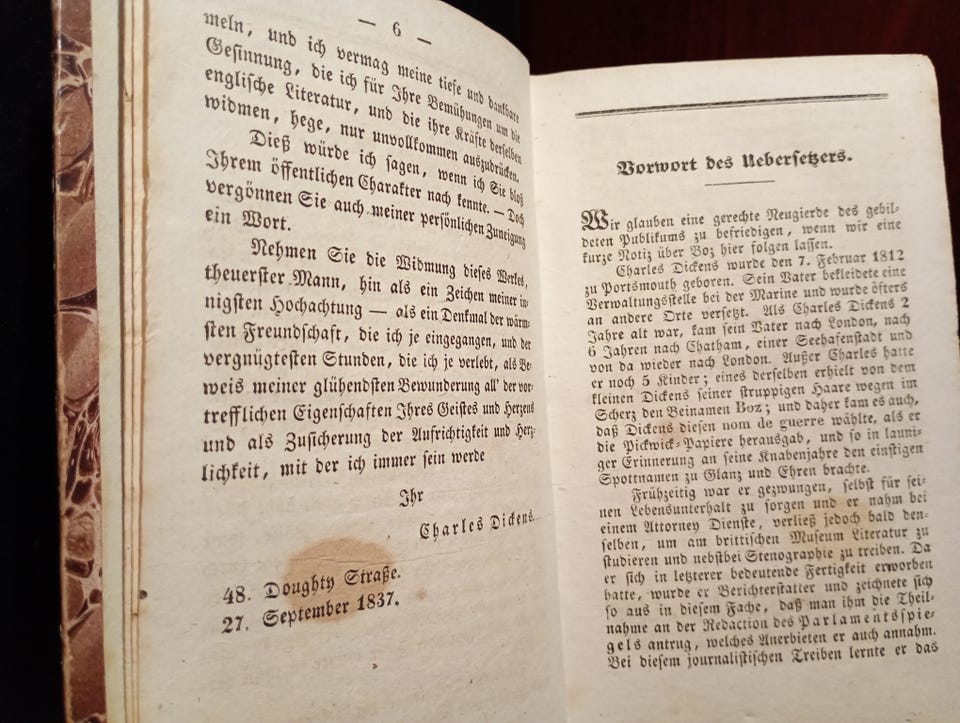 — 6 —
meln, und ich vermag meine tiefe und dankbare
Gesinnung, die ich für Ihre Bemühungen um die
englische Literatur, und die ihre Kräfte derselben
widmen, hege, nur unvollkommen auszudrücken.
Dieß würde ich sagen, wenn ich Sie bloß
Ihrem öffentlichen Charakter nach kennte. — Doch
vergönnen Sie auch meiner persönlichen Zuneigung
ein Wort.
Nehmen Sie die Widmung dieses Werkes,
theuerster Mann, hin als ein Zeichen meiner in-
nigsten Hochachtung — als ein Denkmal der wärm-
sten Freundschaft, die ich je eingegangen, und der
vergnügtesten Stunden, die ich je verlebt, als Be-
weis meiner glühendsten Bewunderung all' der vor-
trefflichen Eigenschaften Ihres Geistes und Herzens
und als Zusicherung der Aufrichtigkeit und Herz-
lichkeit, mit der ich immer sein werde
Ihr
Charles Dickens.
48. Doughty Straße.
27. September 1837.
Vorwort des Uebersetzers.
Wir glauben eine gerechte Neugierde des gebil-
deten Publikums zu befriedigen, wenn wir eine
kurze Notiz über Boz hier folgen lassen.
Charles Dickens wurde den 7. Februar 1812
zu Portsmouth geboren. Sein Vater bekleidete eine
Verwaltungsstelle bei der Marine und wurde öfters
an andere Orte versetzt. Als Charles Dickens 2
Jahre alt war, kam sein Vater nach London, nach
6 Jahren nach Chatham, einer Seehafenstadt und
von da wieder nach London. Außer Charles hatte
er noch 5 Kinder; eines derselben erhielt von dem
kleinen Dickens seiner struppigen Haare wegen im
Scherz den Beinamen Boz; und daher kam es auch,
daß Dickens diesen nom de guerre wählte, als er
die Pickwick-Papiere herausgab, und so in launi-
ger Erinnerung an seine Knabenjahre den einstigen
Spottnamen zu Glanz und Ehren brachte.
Frühzeitig war er gezwungen, selbst für sei-
nen Lebensunterhalt zu sorgen und er nahm bei
einem Attorney Dienste, verließ jedoch bald den-
selben, um am brittischen Museum Literatur zu
studieren und nebstbei Stenographie zu treiben. Da
er sich in letzterer bedeutende Fertigkeit erworben
hatte, wurde er Berichterstatter und zeichnete sich
so aus in diesem Fache, daß man ihm die Theil-
nahme an der Redaction des Parlamentsspie-
gels antrug, welches Anerbieten er auch annahm.
Bei diesem journalistischen Treiben lernte er das